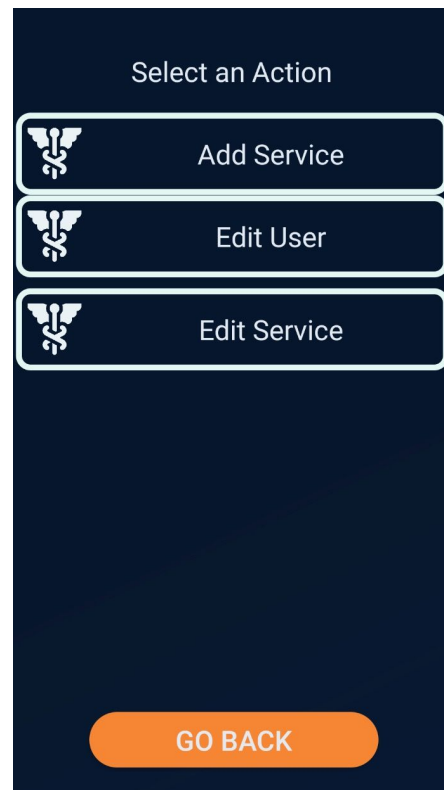 Select an Action
Add Service
Edit User
Edit Service
GO BACK